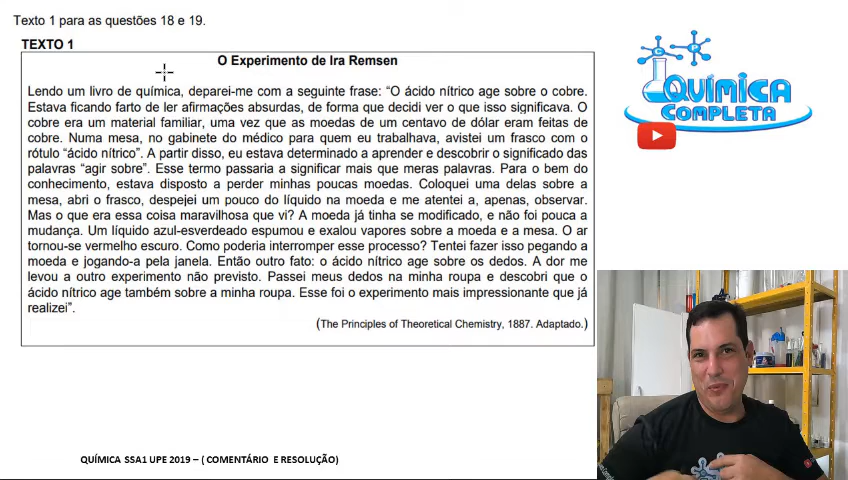 Texto 1 para as questões 18 e 19.
TEXTO 1
O Experimento de Ira Remsen
Lendo um livro de química, deparei-me com a seguinte frase: “O ácido nítrico age sobre o cobre.
Estava ficando farto de ler afirmações absurdas, de forma que decidi ver o que isso significava. O
cobre era um material familiar, uma vez que as moedas de um centavo de dólar eram feitas de
cobre. Numa mesa, no gabinete do médico para quem eu trabalhava, avistei um frasco com o
rótulo “ácido nítrico”. A partir disso, eu estava determinado a aprender e descobrir o significado das
palavras “agir sobre”. Esse termo passaria a significar mais que meras palavras. Para o bem do
conhecimento, estava disposto a perder minhas poucas moedas. Coloquei uma delas sobre a
mesa, abri o frasco, despejei um pouco do líquido na moeda e me atentei a, apenas, observar.
Mas o que era essa coisa maravilhosa que vi? A moeda já tinha se modificado, e não foi pouca a
mudança. Um líquido azul-esverdeado espumou e exalou vapores sobre a moeda e a mesa. O ar
tornou-se vermelho escuro. Como poderia interromper esse processo? Tentei fazer isso pegando a
moeda e jogando-a pela janela. Então outro fato: o ácido nítrico age sobre os dedos. A dor me
levou a outro experimento não previsto. Passei meus dedos na minha roupa e descobri que o
ácido nítrico age também sobre a minha roupa. Esse foi o experimento mais impressionante que já
realizei”.
(The Principles of Theoretical Chemistry, 1887. Adaptado.)
C
P
QUÍMICA
COMPLETA
QUÍMICA SSA1 UPE 2019 – ( COMENTÁRIO E RESOLUÇÃO)